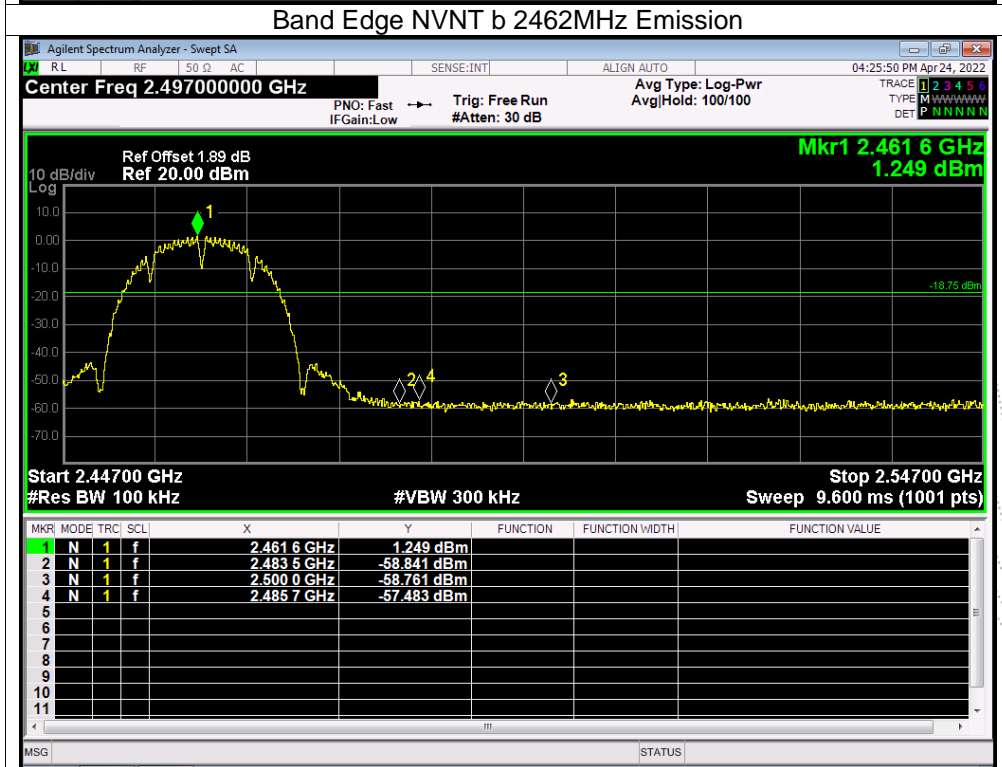 Band Edge NVNT b 2462MHz Emission
Agilent Spectrum Analyzer - Swept SA
LXI RL RF 50 Ω AC SENSE:INT ALIGN AUTO 04:25:50 PM Apr 24, 2022
Center Freq 2.497000000 GHz Avg Type: Log-Pwr TRACE 1 2 3 4 5 6
PNO: Fast Trig: Free Run Avg|Hold: 100/100 TYPE M WWWWW
IFGain:Low #Atten: 30 dB DET P N N N N N
Ref Offset 1.89 dB Mkr1 2.461 6 GHz
10 dB/div Ref 20.00 dBm 1.249 dBm
Log
10.0
1
0.00
-10.0
-18.75 dBm
-20.0
-30.0
-40.0
-50.0
2 4 3
-60.0
-70.0
Start 2.44700 GHz Stop 2.54700 GHz
#Res BW 100 kHz #VBW 300 kHz Sweep 9.600 ms (1001 pts)
MKR MODE TRC SCL X Y FUNCTION FUNCTION WIDTH FUNCTION VALUE
1 N 1 f 2.461 6 GHz 1.249 dBm
2 N 1 f 2.483 5 GHz -58.841 dBm
3 N 1 f 2.500 0 GHz -58.761 dBm
4 N 1 f 2.485 7 GHz -57.483 dBm
5
6
7
8
9
10
11
MSG STATUS